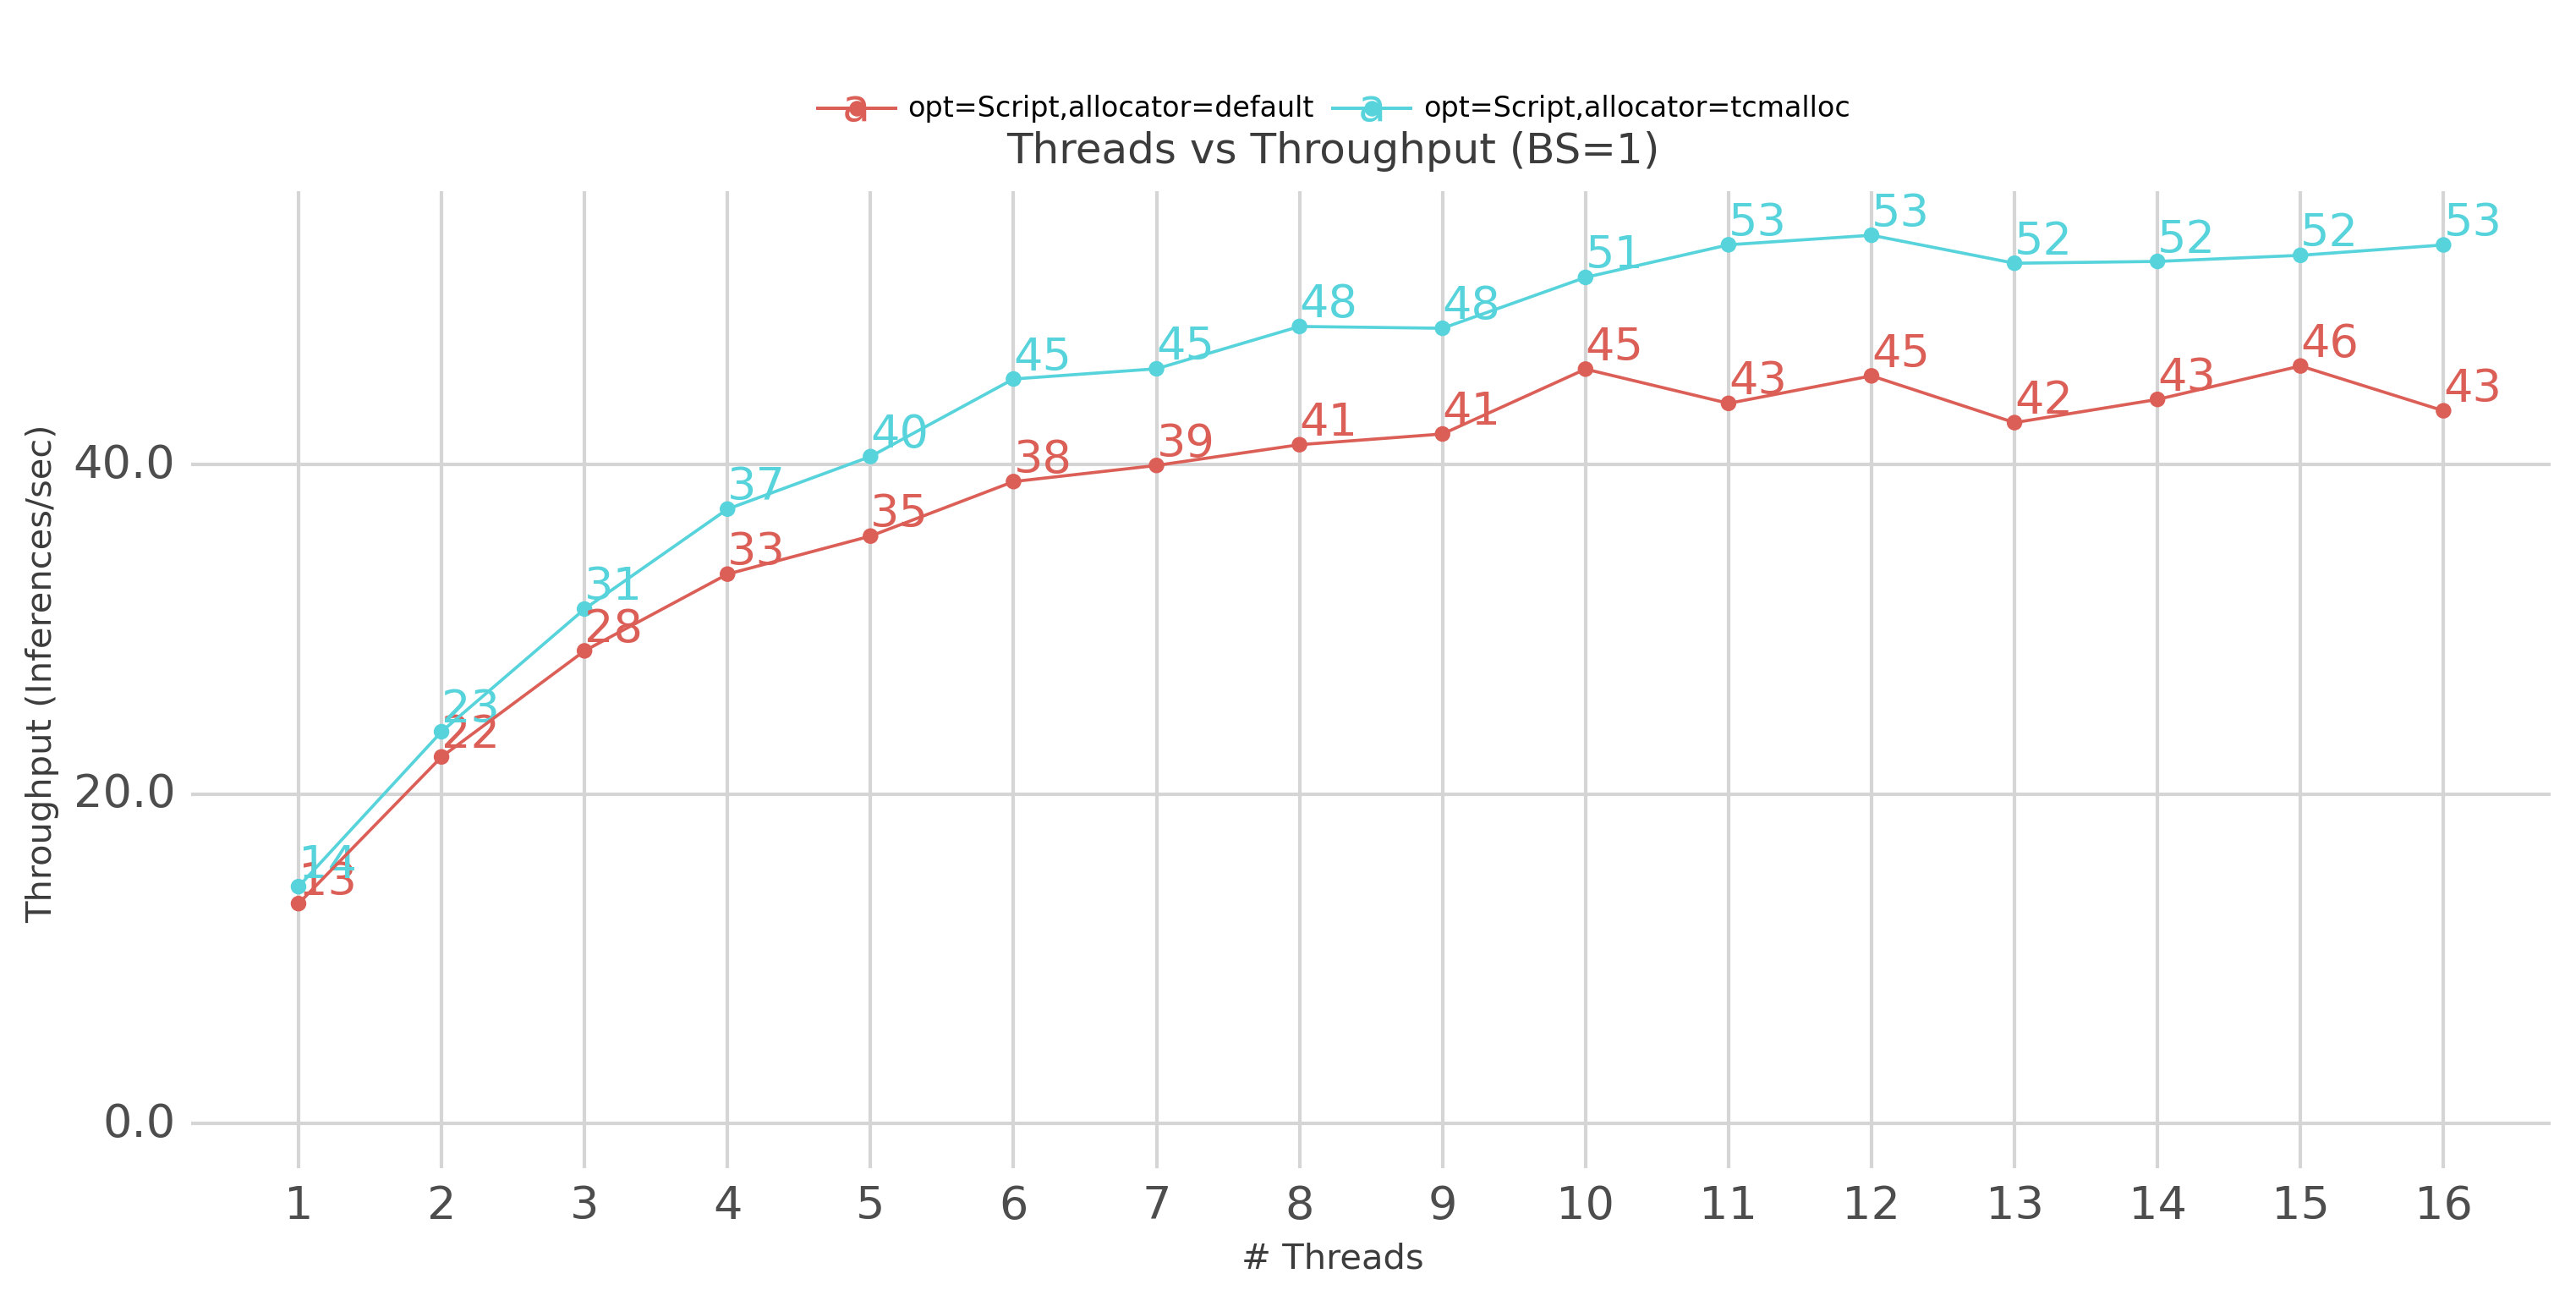 a opt=Script,allocator=default a opt=Script,allocator=tcmalloc
Threads vs Throughput (BS=1)
53 53 52 52 52 53
51
48 48
45 45
45 43 45 42 43 46 43
40
41 41
37
38 39
35
33
31
28
23
22
14
13
Throughput (Inferences/sec)
40.0
20.0
0.0
1 2 3 4 5 6 7 8 9 10 11 12 13 14 15 16
# Threads